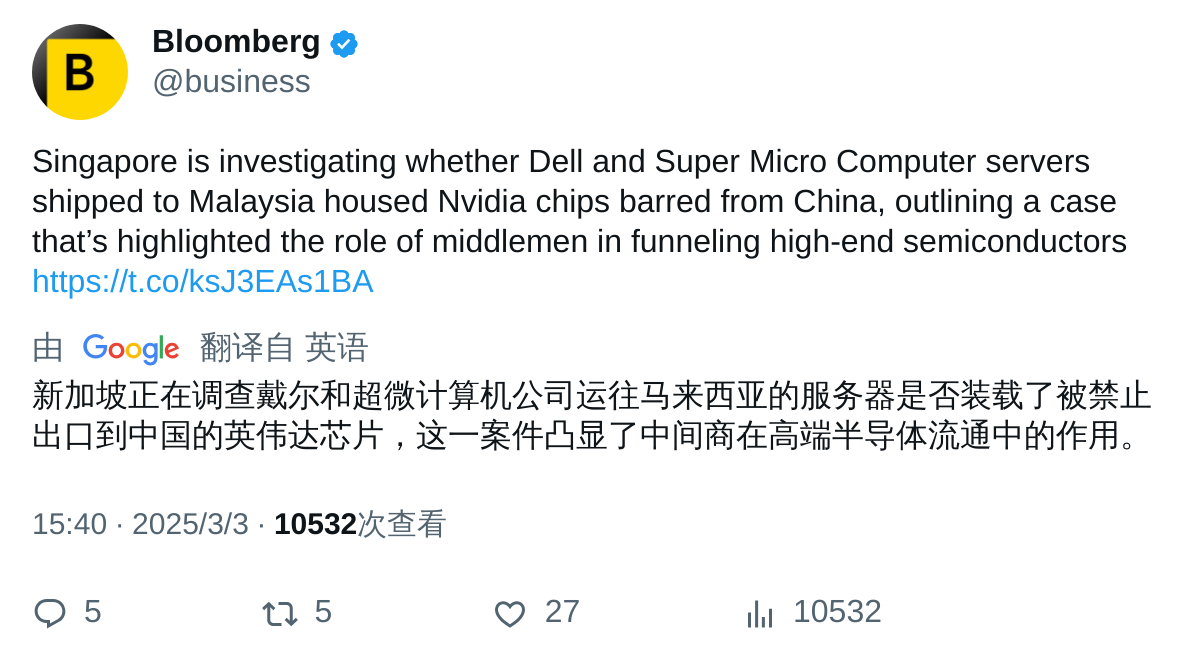 B
Bloomberg
@business
Singapore is investigating whether Dell and Super Micro Computer servers
shipped to Malaysia housed Nvidia chips barred from China, outlining a case
that’s highlighted the role of middlemen in funneling high-end semiconductors
https://t.co/ksJ3EAs1BA
由 Google 翻译自 英语
新加坡正在调查戴尔和超微计算机公司运往马来西亚的服务器是否装载了被禁止
出口到中国的英伟达芯片，这一案件凸显了中间商在高端半导体流通中的作用。
15:40 · 2025/3/3 · 10532次查看
5 5 27 10532